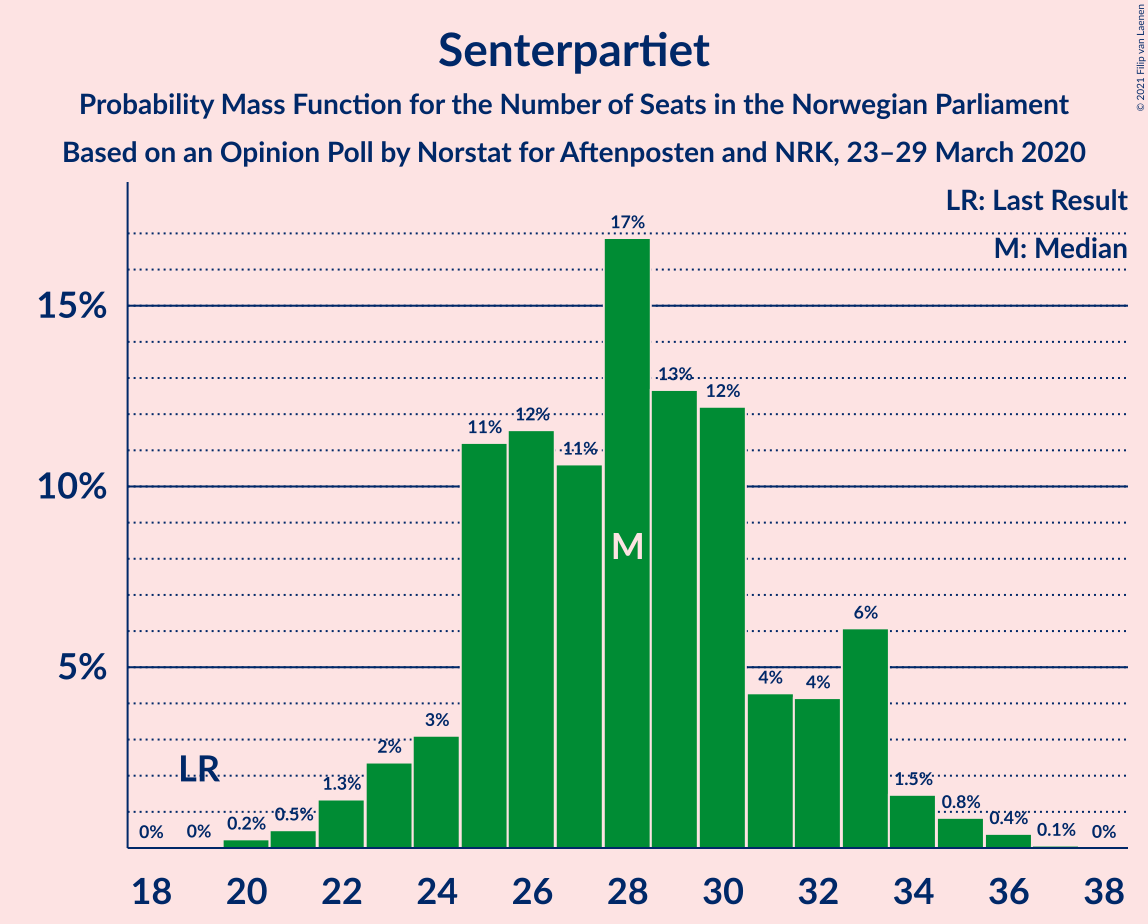 Senterpartiet
Probability Mass Function for the Number of Seats in the Norwegian Parliament
Based on an Opinion Poll by Norstat for Aftenposten and NRK, 23–29 March 2020
© 2021 Filip van Laenen
LR: Last Result
M: Median
15%
10%
5%
0%
0%
0.2%
0.5%
1.3%
2%
3%
11%
12%
11%
17%
13%
12%
4%
4%
6%
1.5%
0.8%
0.4%
0.1%
0%
LR
M
18 20 22 24 26 28 30 32 34 36 38